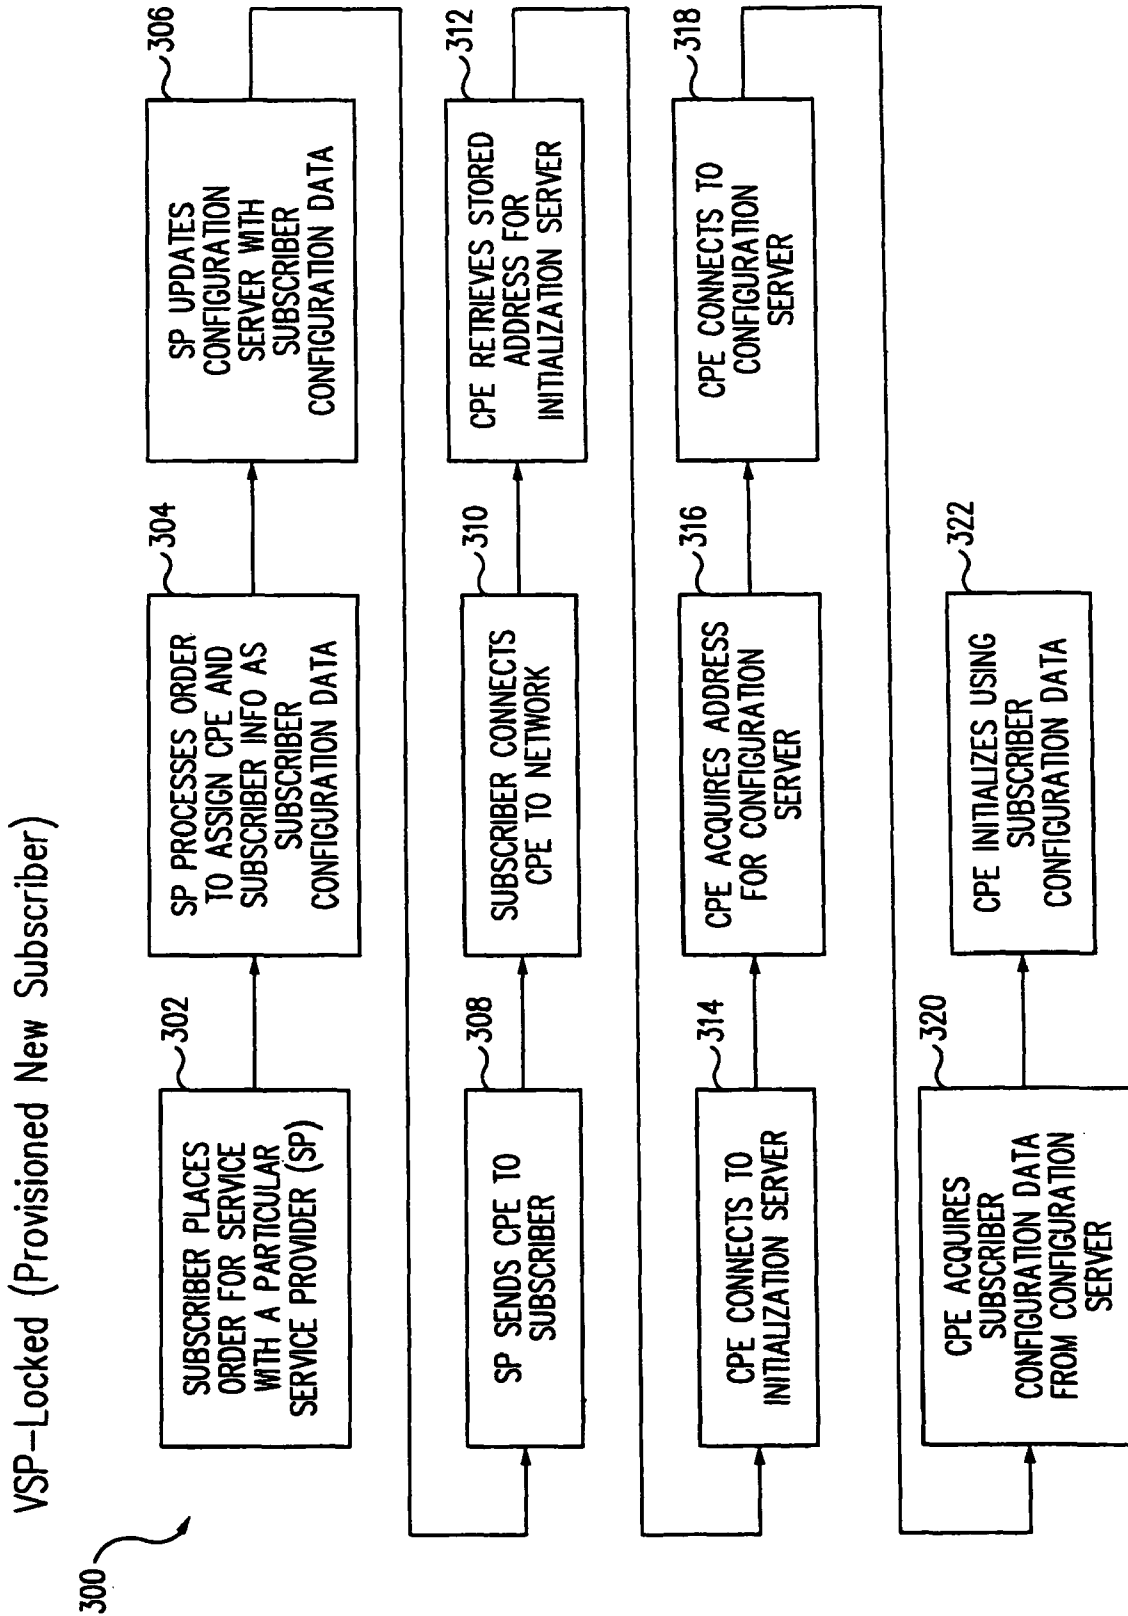 VSP-Locked (Provisioned New Subscriber)
300
302
SUBSCRIBER PLACES
ORDER FOR SERVICE
WITH A PARTICULAR
SERVICE PROVIDER (SP)
304
SP PROCESSES ORDER
TO ASSIGN CPE AND
SUBSCRIBER INFO AS
SUBSCRIBER
CONFIGURATION DATA
306
SP UPDATES
CONFIGURATION
SERVER WITH
SUBSCRIBER
CONFIGURATION DATA
308
SP SENDS CPE TO
SUBSCRIBER
310
SUBSCRIBER CONNECTS
CPE TO NETWORK
312
CPE RETRIEVES STORED
ADDRESS FOR
INITIALIZATION SERVER
314
CPE CONNECTS TO
INITIALIZATION SERVER
316
CPE ACQUIRES ADDRESS
FOR CONFIGURATION
SERVER
318
CPE CONNECTS TO
CONFIGURATION
SERVER
320
CPE ACQUIRES
SUBSCRIBER
CONFIGURATION DATA
FROM CONFIGURATION
SERVER
322
CPE INITIALIZES USING
SUBSCRIBER
CONFIGURATION DATA